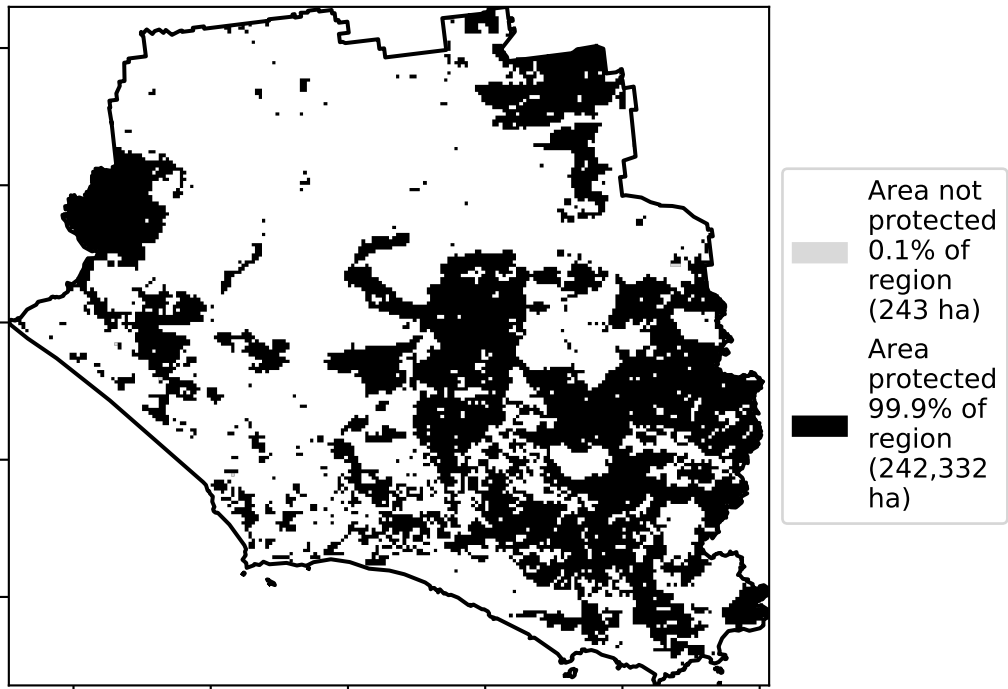 Area not
protected
0.1% of
region
(243 ha)
Area
protected
99.9% of
region
(242,332
ha)